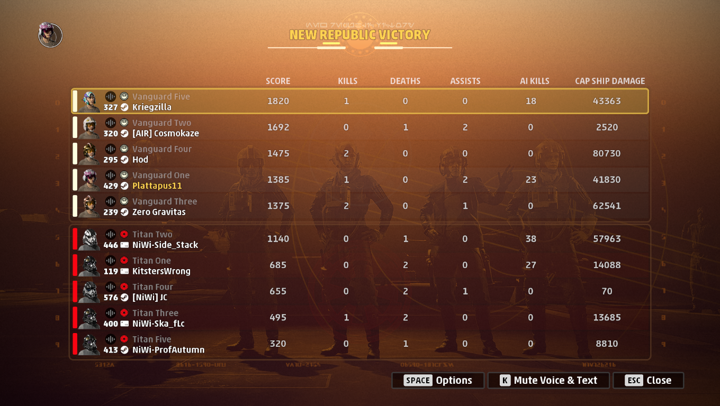 NEW REPUBLIC VICTORY
SCORE KILLS DEATHS ASSISTS AI KILLS CAP SHIP DAMAGE
Vanguard Five
327 Kriegzilla 1820 1 0 0 18 43363
Vanguard Two
320 [AIR] Cosmokaze 1692 0 1 2 0 2520
Vanguard Four
295 Hod 1475 2 0 0 0 80730
Vanguard One
429 Plattapus11 1385 1 0 2 23 41830
Vanguard Three
239 Zero Gravitas 1375 2 0 1 0 62541
Titan Two
446 NiWi-Side_Stack 1140 0 1 0 38 57963
Titan One
119 KitstersWrong 685 0 2 0 27 14088
Titan Four
576 [NiWi] JC 655 0 2 1 0 70
Titan Three
400 NiWi-Ska_fLc 495 1 2 0 0 13685
Titan Five
413 NiWi-ProfAutumn 320 0 1 0 0 8810
SPACE Options K Mute Voice & Text ESC Close